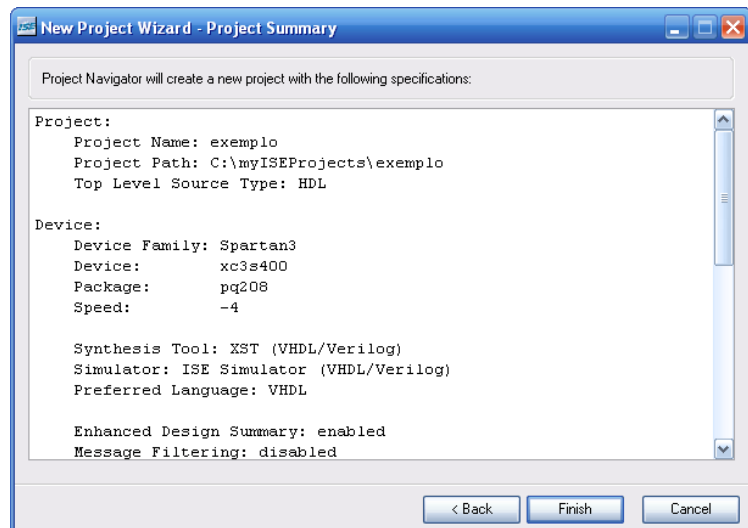 ISE New Project Wizard - Project Summary
Project Navigator will create a new project with the following specifications:
Project:
Project Name: exemplo
Project Path: C:\myISEProjects\exemplo
Top Level Source Type: HDL
Device:
Device Family: Spartan3
Device: xc3s400
Package: pq208
Speed: -4
Synthesis Tool: XST (VHDL/Verilog)
Simulator: ISE Simulator (VHDL/Verilog)
Preferred Language: VHDL
Enhanced Design Summary: enabled
Message Filtering: disabled
< Back Finish Cancel